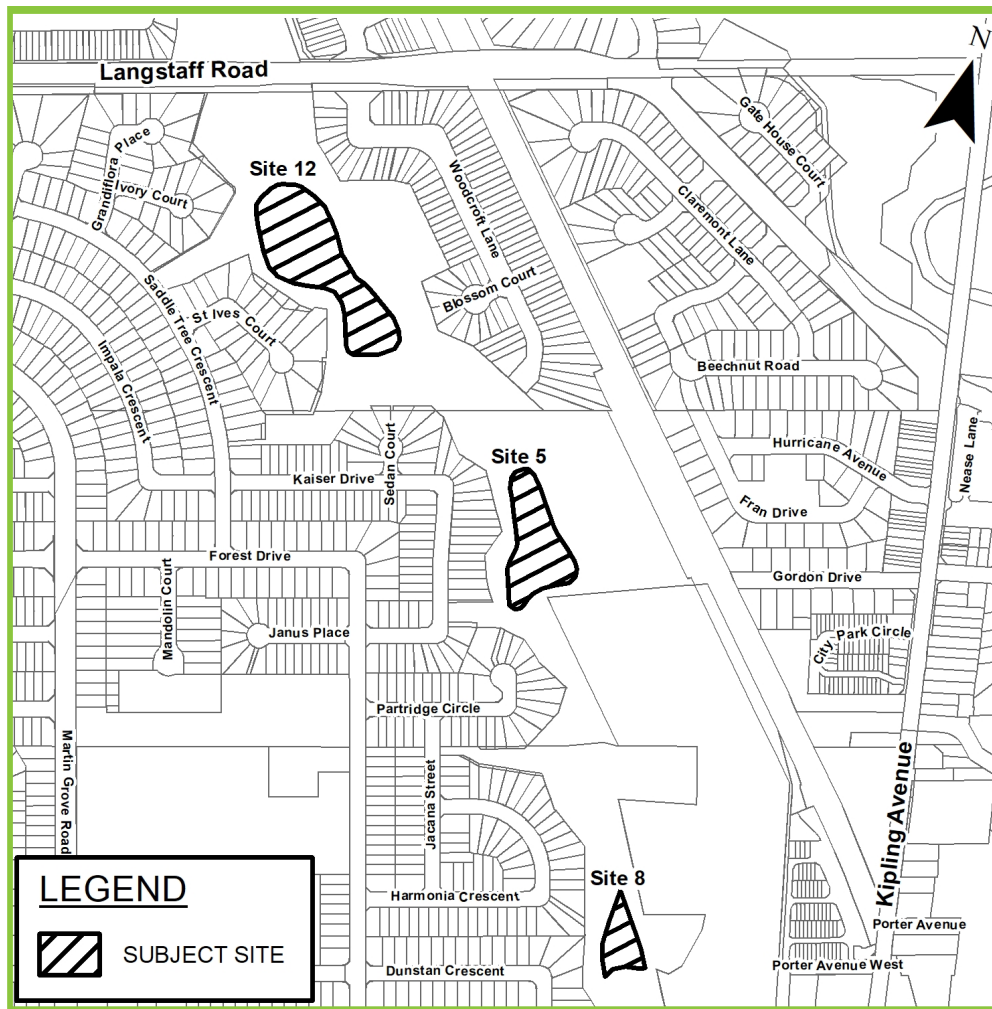 N
Langstaff Road
Gate House Court
Grandiflora Place
Site 12
Woodcroft Lane
Ivory Court
Claremont Lane
Saddle Tree Crescent
Blossom Court
St Ives Court
Impala Crescent
Beechnut Road
Sedan Court
Hurricane Avenue
Nease Lane
Site 5
Kaiser Drive
Fran Drive
Forest Drive
Mandolin Court
Gordon Drive
Janus Place
City Park Circle
Partridge Circle
Martin Grove Road
Jacana Street
Kipling Avenue
LEGEND
Site 8
Harmonia Crescent
Porter Avenue
SUBJECT SITE
Dunstan Crescent
Porter Avenue West